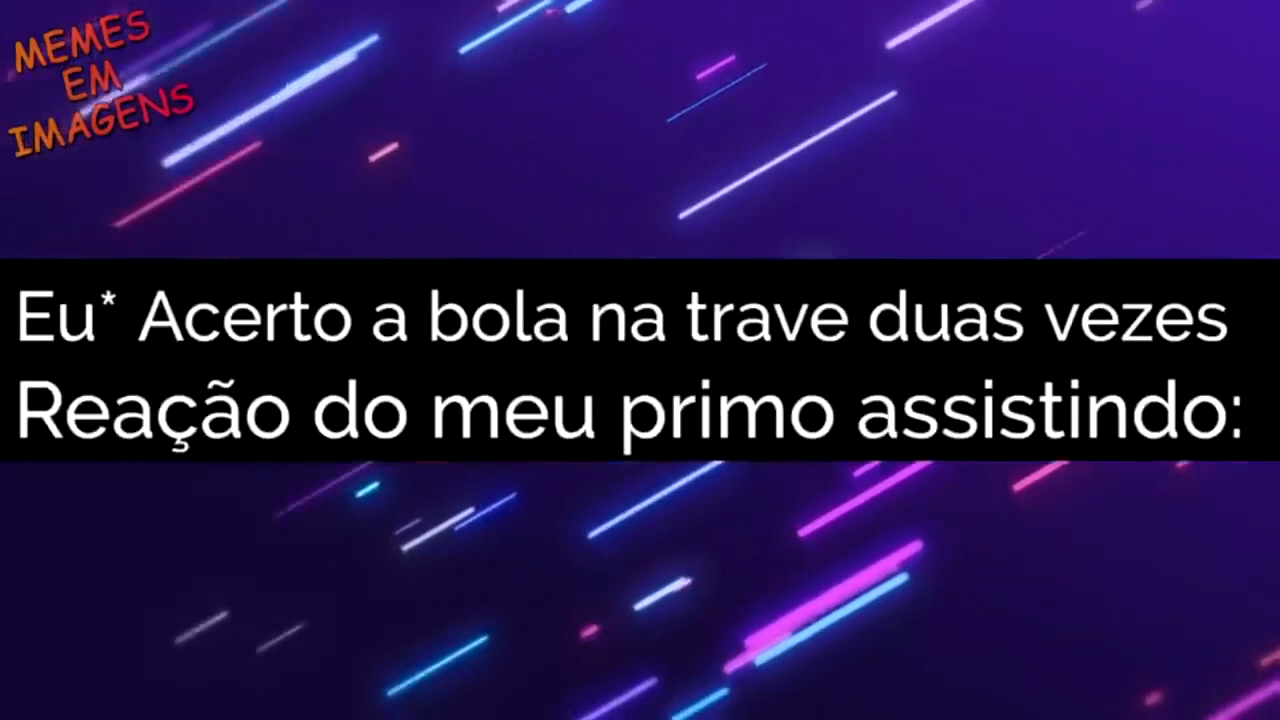 MEMES
EM
IMAGENS
Eu* Acerto a bola na trave duas vezes
Reação do meu primo assistindo: